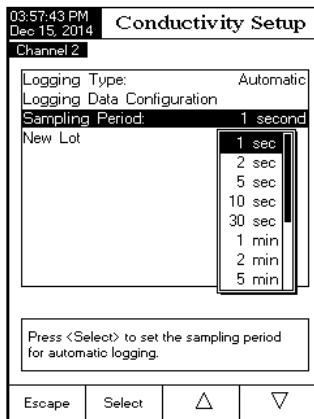 03:57:43 PM
Dec 15, 2014
Conductivity Setup
Channel 2
Logging Type: Automatic
Logging Data Configuration
Sampling Period: 1 second
New Lot
1 sec
2 sec
5 sec
10 sec
30 sec
1 min
2 min
5 min
Press <Select> to set the sampling period
for automatic logging.
Escape Select △ ▽